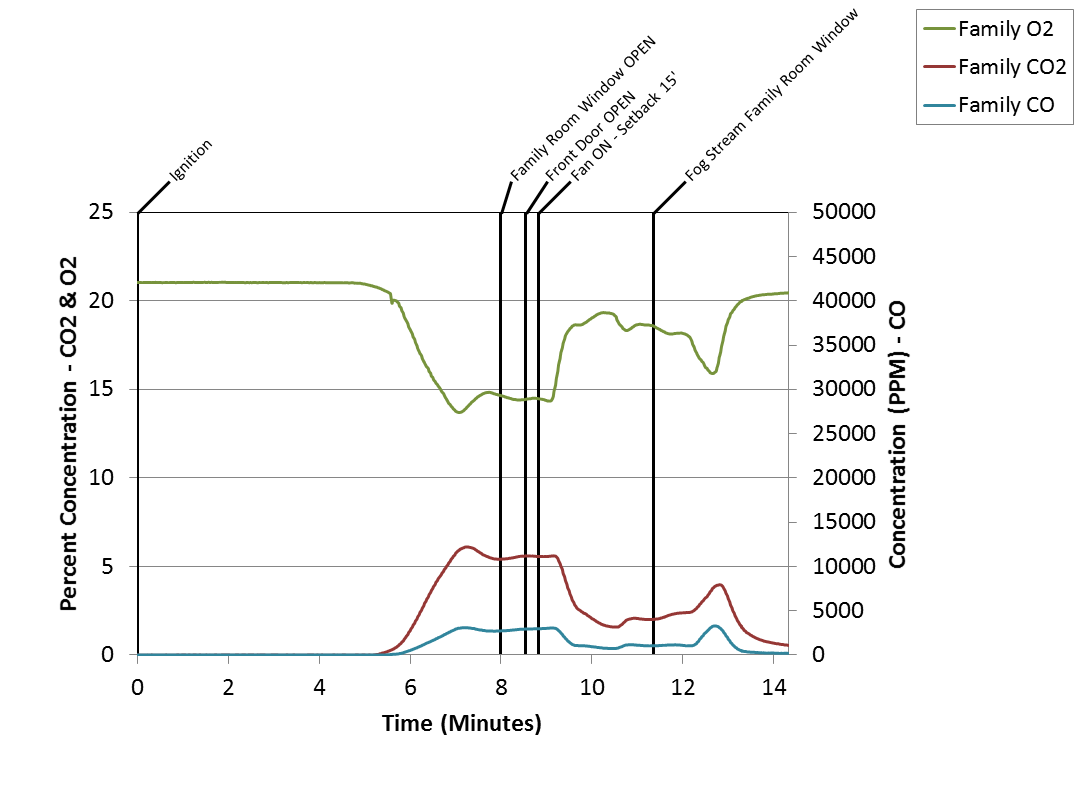 Family O2
Family CO2
Family CO
Ignition
Family Room Window OPEN
Front Door OPEN
Fan ON - Setback 15'
Fog Stream Family Room Window
Percent Concentration - CO2 & O2
25
20
15
10
5
0
50000
45000
40000
35000
30000
25000
20000
15000
10000
5000
0
Concentration (PPM) - CO
0 2 4 6 8 10 12 14
Time (Minutes)